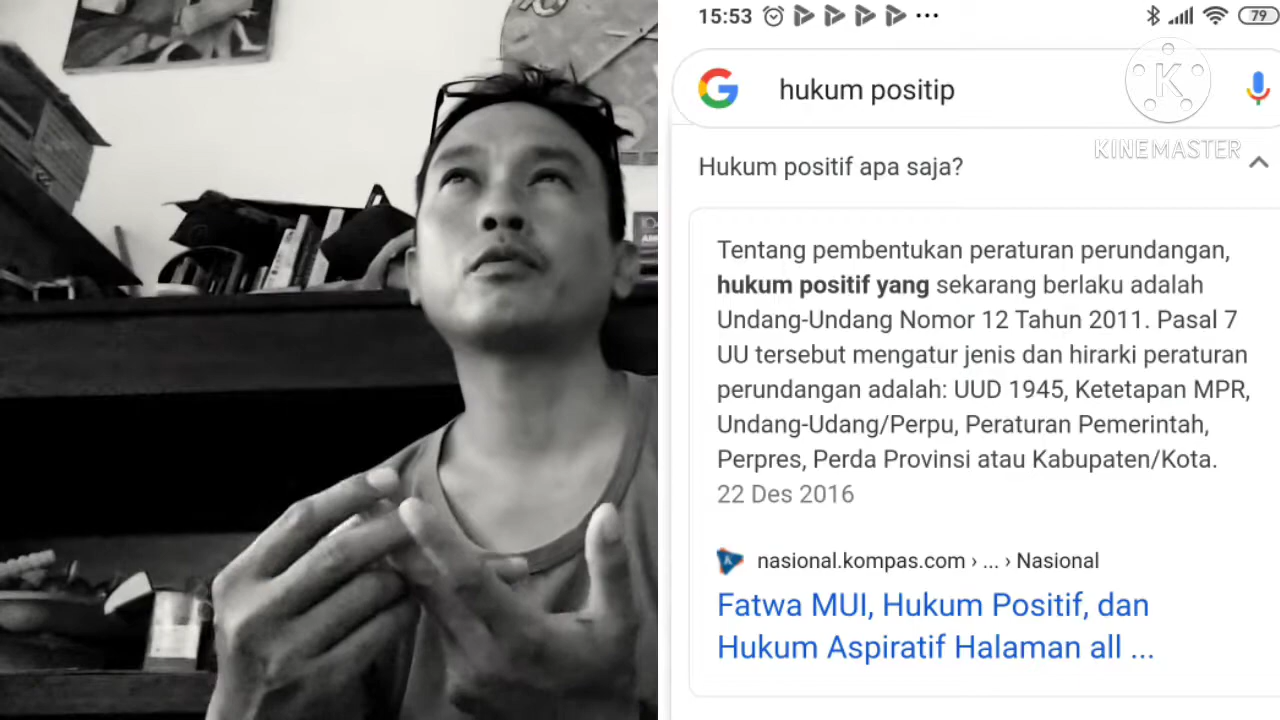 15:53
79
hukum positip
K
KINEMASTER
Hukum positif apa saja?
Tentang pembentukan peraturan perundangan,
hukum positif yang sekarang berlaku adalah
Undang-Undang Nomor 12 Tahun 2011. Pasal 7
UU tersebut mengatur jenis dan hirarki peraturan
perundangan adalah: UUD 1945, Ketetapan MPR,
Undang-Udang/Perpu, Peraturan Pemerintah,
Perpres, Perda Provinsi atau Kabupaten/Kota.
22 Des 2016
nasional.kompas.com › ... › Nasional
Fatwa MUI, Hukum Positif, dan
Hukum Aspiratif Halaman all ...